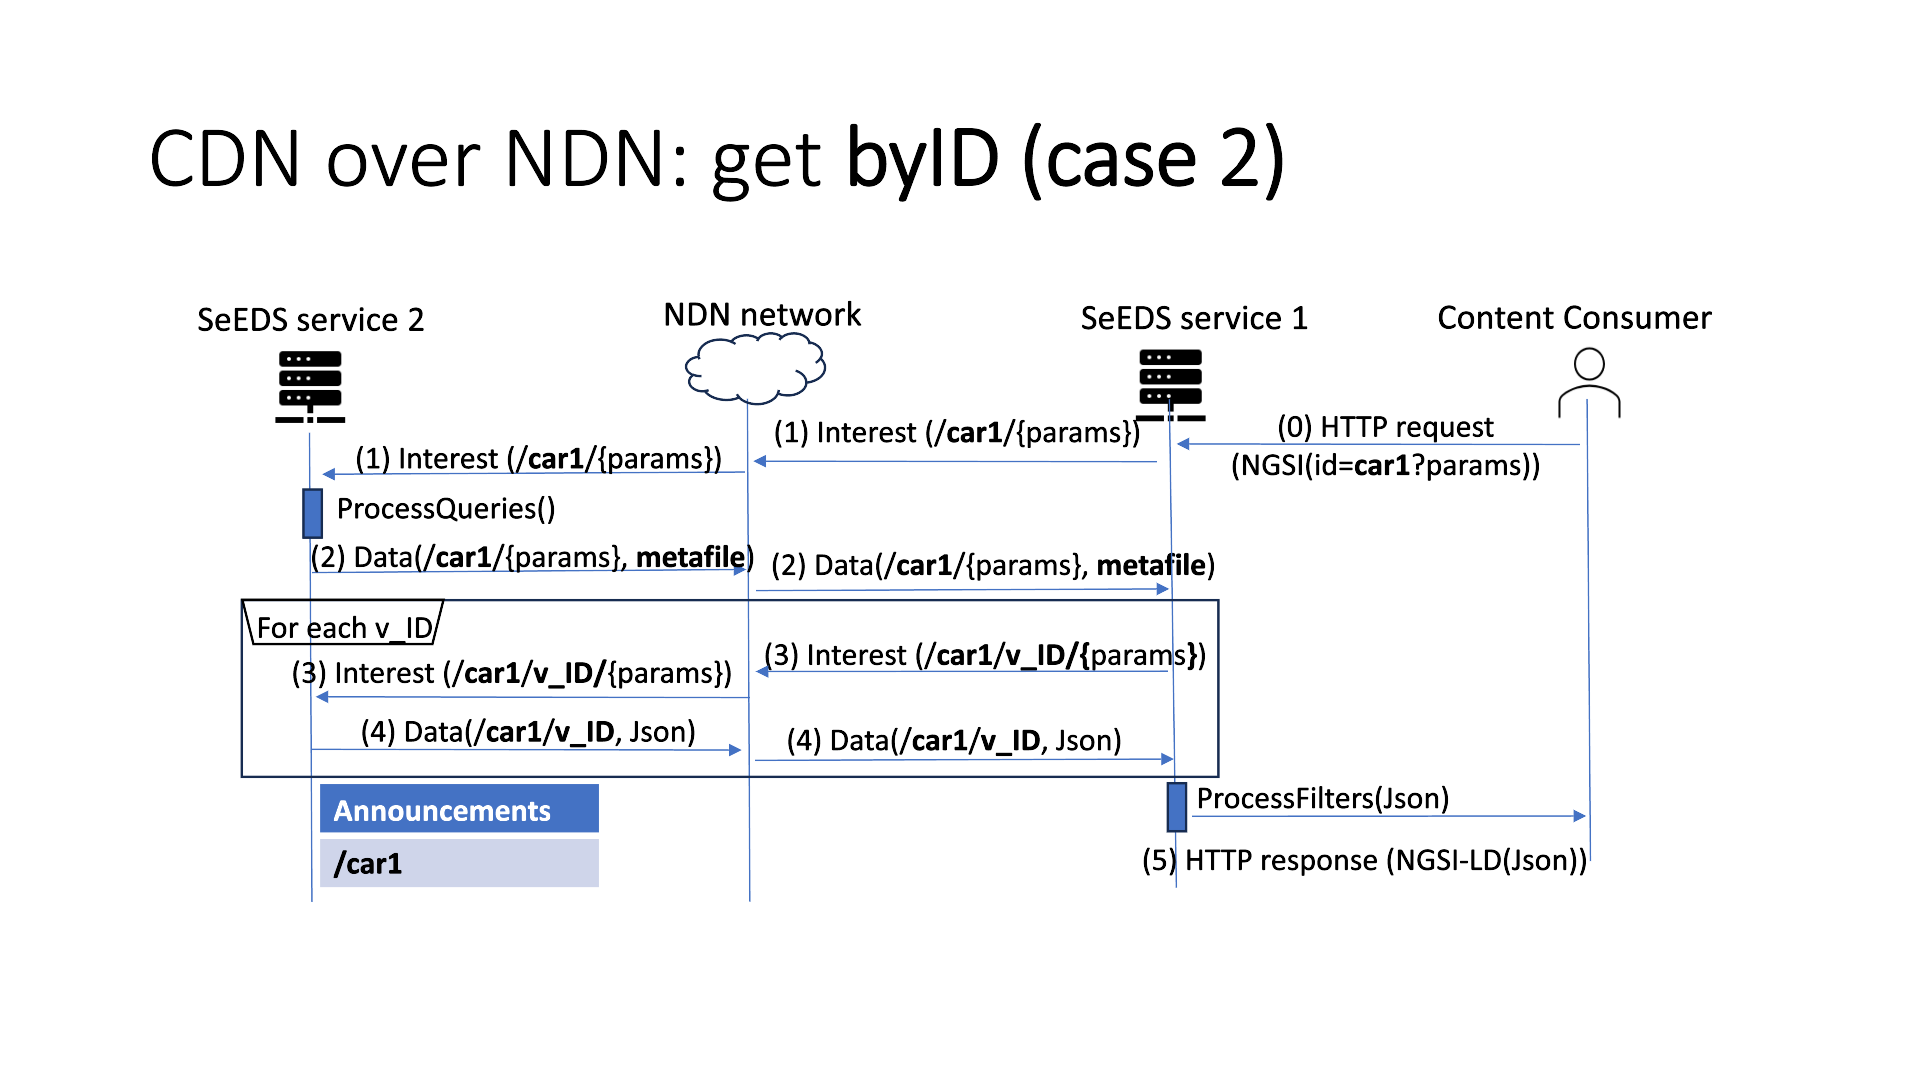 CDN over NDN: get byID (case 2)
SeEDS service 2
NDN network
SeEDS service 1
Content Consumer
(0) HTTP request
(NGSI(id=car1?params))
(1) Interest (/car1/{params})
(1) Interest (/car1/{params})
ProcessQueries()
(2) Data(/car1/{params}, metafile)
(2) Data(/car1/{params}, metafile)
For each v_ID
(3) Interest (/car1/v_ID/{params})
(3) Interest (/car1/v_ID/{params})
(4) Data(/car1/v_ID, Json)
(4) Data(/car1/v_ID, Json)
Announcements
/car1
ProcessFilters(Json)
(5) HTTP response (NGSI-LD(Json))